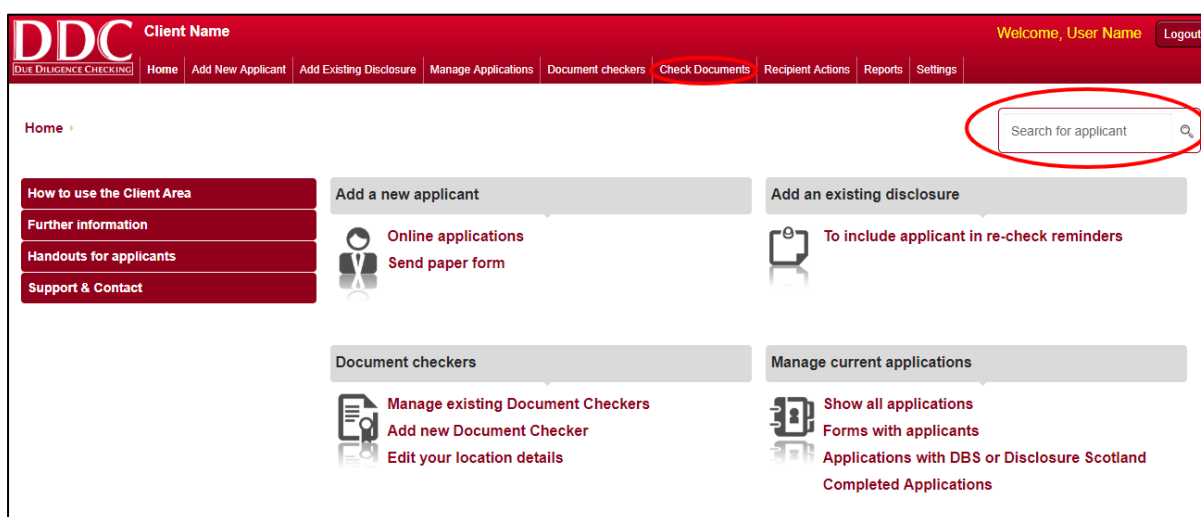 DDC
DUE DILIGENCE CHECKING
Client Name
Welcome, User Name
Logout
Home Add New Applicant Add Existing Disclosure Manage Applications Document checkers Check Documents Recipient Actions Reports Settings
Home
Search for applicant
How to use the Client Area
Further information
Handouts for applicants
Support & Contact
Add a new applicant
Online applications
Send paper form
Add an existing disclosure
To include applicant in re-check reminders
Document checkers
Manage existing Document Checkers
Add new Document Checker
Edit your location details
Manage current applications
Show all applications
Forms with applicants
Applications with DBS or Disclosure Scotland
Completed Applications